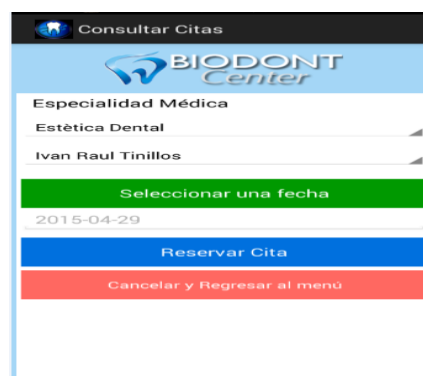 Consultar Citas
BIODONT
Center
Especialidad Médica
Estètica Dental
Ivan Raul Tinillos
Seleccionar una fecha
2015-04-29
Reservar Cita
Cancelar y Regresar al menú